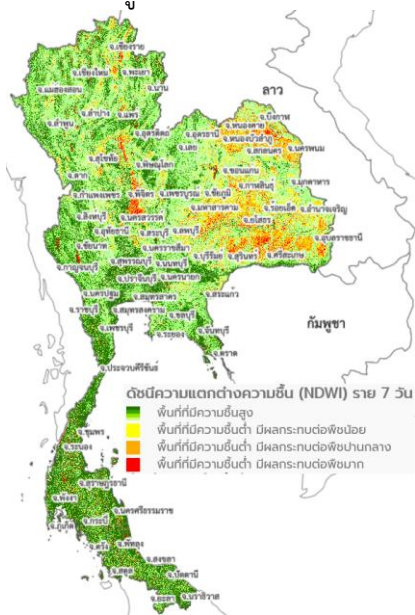 จ.เชียงราย
จ.เชียงใหม่
จ.พะเยา
จ.แม่ฮ่องสอน
จ.น่าน
จ.ลำปาง
จ.แพร่
จ.ลำพูน
จ.อุตรดิตถ์
จ.สุโขทัย
จ.ตาก
จ.พิษณุโลก
จ.กำแพงเพชร
จ.พิจิตร
จ.เพชรบูรณ์
จ.ชัยภูมิ
จ.เลย
จ.อุดรธานี
จ.หนองคาย
จ.บึงกาฬ
จ.หนองบัวลำภู
จ.สกลนคร
จ.นครพนม
จ.ขอนแก่น
จ.กาฬสินธุ์
จ.มุกดาหาร
จ.มหาสารคาม
จ.ร้อยเอ็ด
จ.อำนาจเจริญ
จ.ยโสธร
จ.อุบลราชธานี
จ.บุรีรัมย์
จ.สุรินทร์
จ.ศรีสะเกษ
จ.สิงห์บุรี
จ.นครสวรรค์
จ.อุทัยธานี
จ.สระบุรี
จ.ลพบุรี
จ.ชัยนาท
จ.นครราชสีมา
จ.สุพรรณบุรี
จ.นนทบุรี
จ.กาญจนบุรี
จ.ปราจีนบุรี
จ.นครนายก
จ.นครปฐม
จ.สมุทรสาคร
จ.สระแก้ว
จ.ราชบุรี
จ.สมุทรสงคราม
จ.ชลบุรี
จ.เพชรบุรี
จ.ระยอง
จ.จันทบุรี
จ.ตราด
จ.ประจวบคีรีขันธ์
ลาว
กัมพูชา
ดัชนีความแตกต่างความชื้น (NDWI) ราย 7 วัน
พื้นที่ที่มีความชื้นสูง
พื้นที่ที่มีความชื้นต่ำ มีผลกระทบต่อพืชน้อย
พื้นที่ที่มีความชื้นต่ำ มีผลกระทบต่อพืชปานกลาง
พื้นที่ที่มีความชื้นต่ำ มีผลกระทบต่อพืชมาก
จ.ชุมพร
จ.ระนอง
จ.สุราษฎร์ธานี
จ.พังงา
จ.นครศรีธรรมราช
จ.กระบี่
จ.ภูเก็ต
จ.ตรัง
จ.พัทลุง
จ.สงขลา
จ.สตูล
จ.ปัตตานี
จ.ยะลา
จ.นราธิวาส